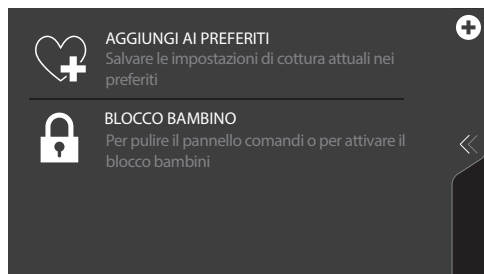 AGGIUNGI AI PREFERITI
Salvare le impostazioni di cottura attuali nei
preferiti
BLOCCO BAMBINO
Per pulire il pannello comandi o per attivare il
blocco bambini